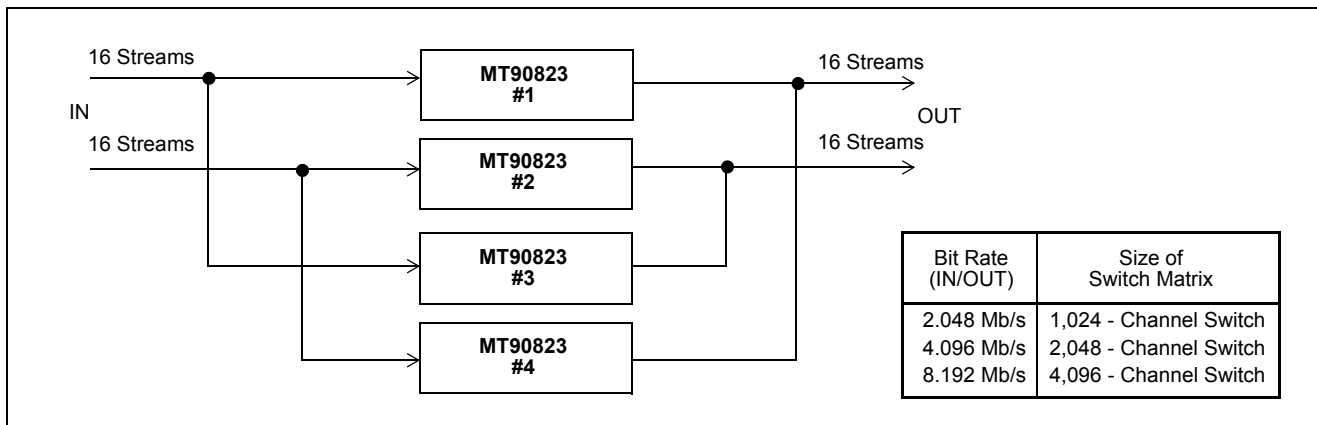 16 Streams
MT90823
#1
16 Streams
IN
OUT
16 Streams
MT90823
#2
16 Streams
MT90823
#3
MT90823
#4
Bit Rate
(IN/OUT)
Size of
Switch Matrix
2.048 Mb/s 1,024 - Channel Switch
4.096 Mb/s 2,048 - Channel Switch
8.192 Mb/s 4,096 - Channel Switch